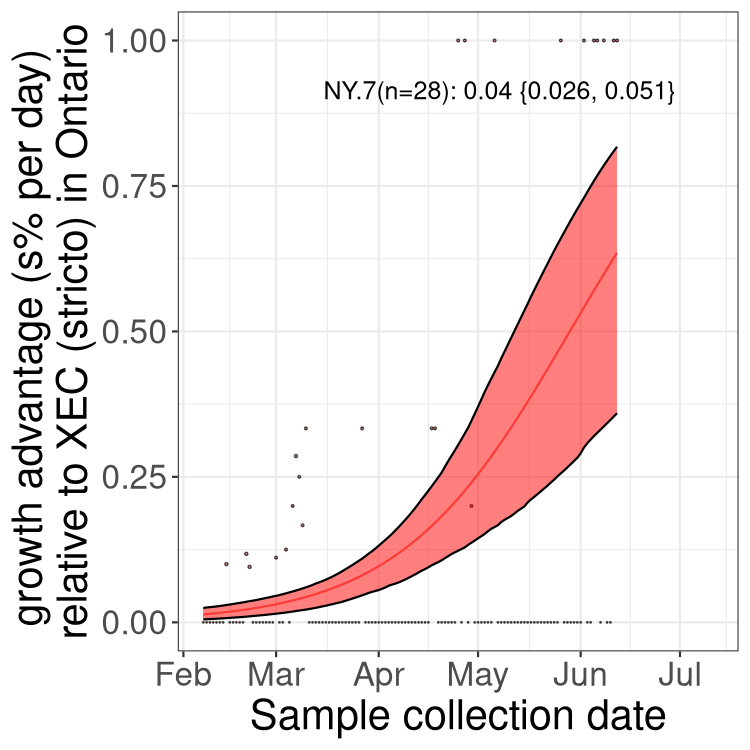 growth advantage (s% per day)
relative to XEC (stricto) in Ontario
1.00
0.75
0.50
0.25
0.00
NY.7(n=28): 0.04 {0.026, 0.051}
Feb Mar Apr May Jun Jul
Sample collection date